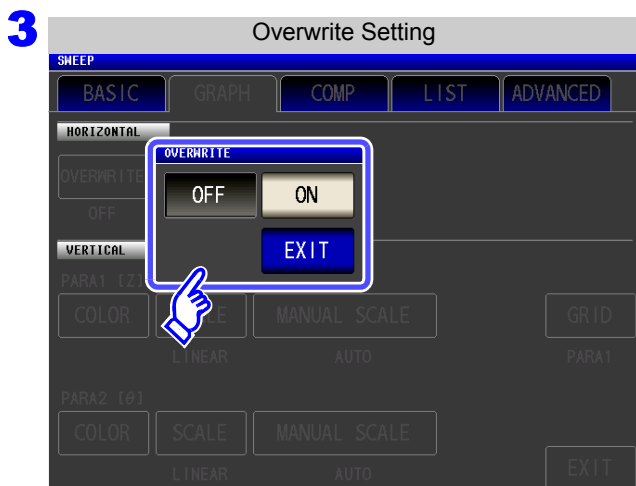 3
Overwrite Setting
SWEEP
BASIC GRAPH COMP LIST ADVANCED
HORIZONTAL
OVERWRITE
OFF
OVERWRITE
OFF ON
EXIT
VERTICAL
PARA1 [Z]
COLOR MANUAL SCALE GRID
LINEAR AUTO PARA1
PARA2 [θ]
COLOR SCALE MANUAL SCALE
LINEAR AUTO EXIT